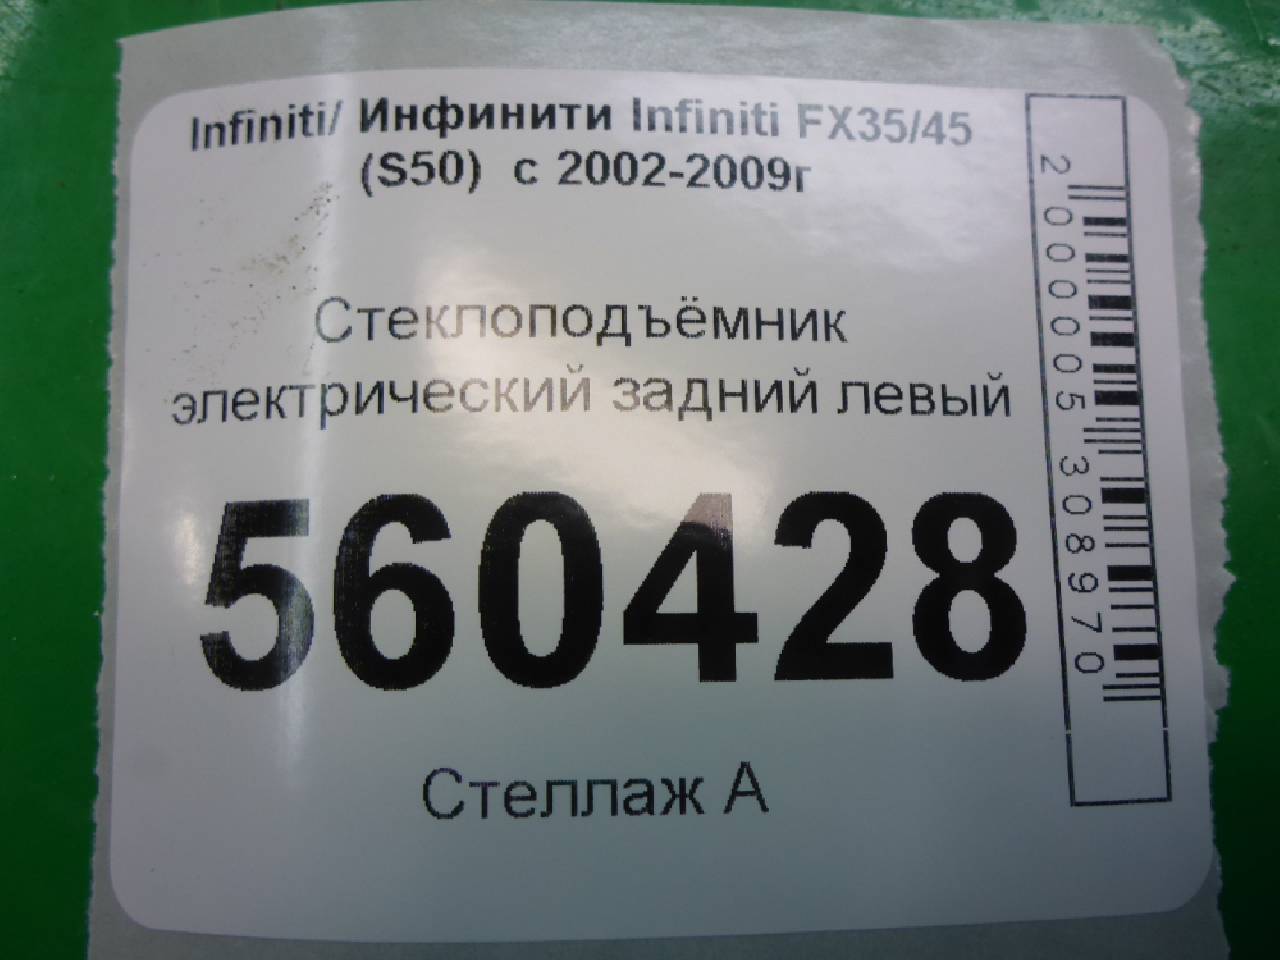 Infiniti/ Инфинити Infiniti FX35/45
(S50)  с 2002-2009г
Стеклоподъёмник
электрический задний левый
560428
Стеллаж А
2000005308970